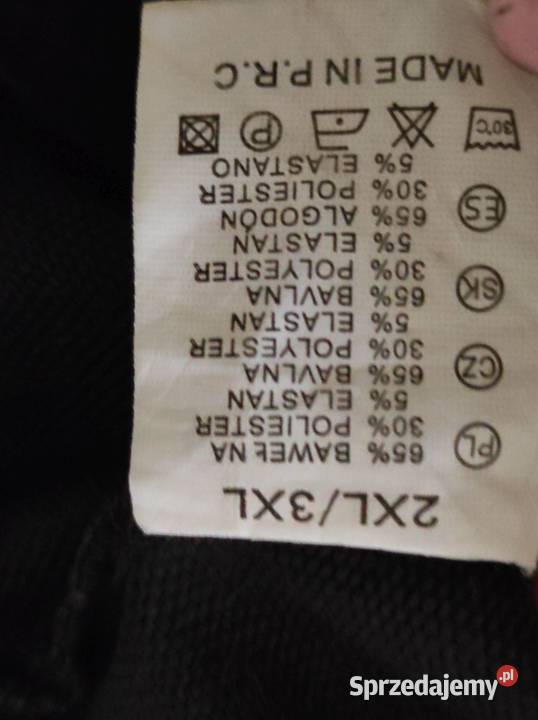 2XL/3XL
PL 65% BAWEŁNA
30% POLIESTER
5% ELASTAN
CZ 65% BAVLNA
30% POLYESTER
5% ELASTAN
SK 65% BAVLNA
30% POLYESTER
5% ELASTAN
ES 65% ALGODÓN
30% POLIESTER
5% ELASTANO
30°C P
MADE IN P.R.C
Sprzedajemy.pl